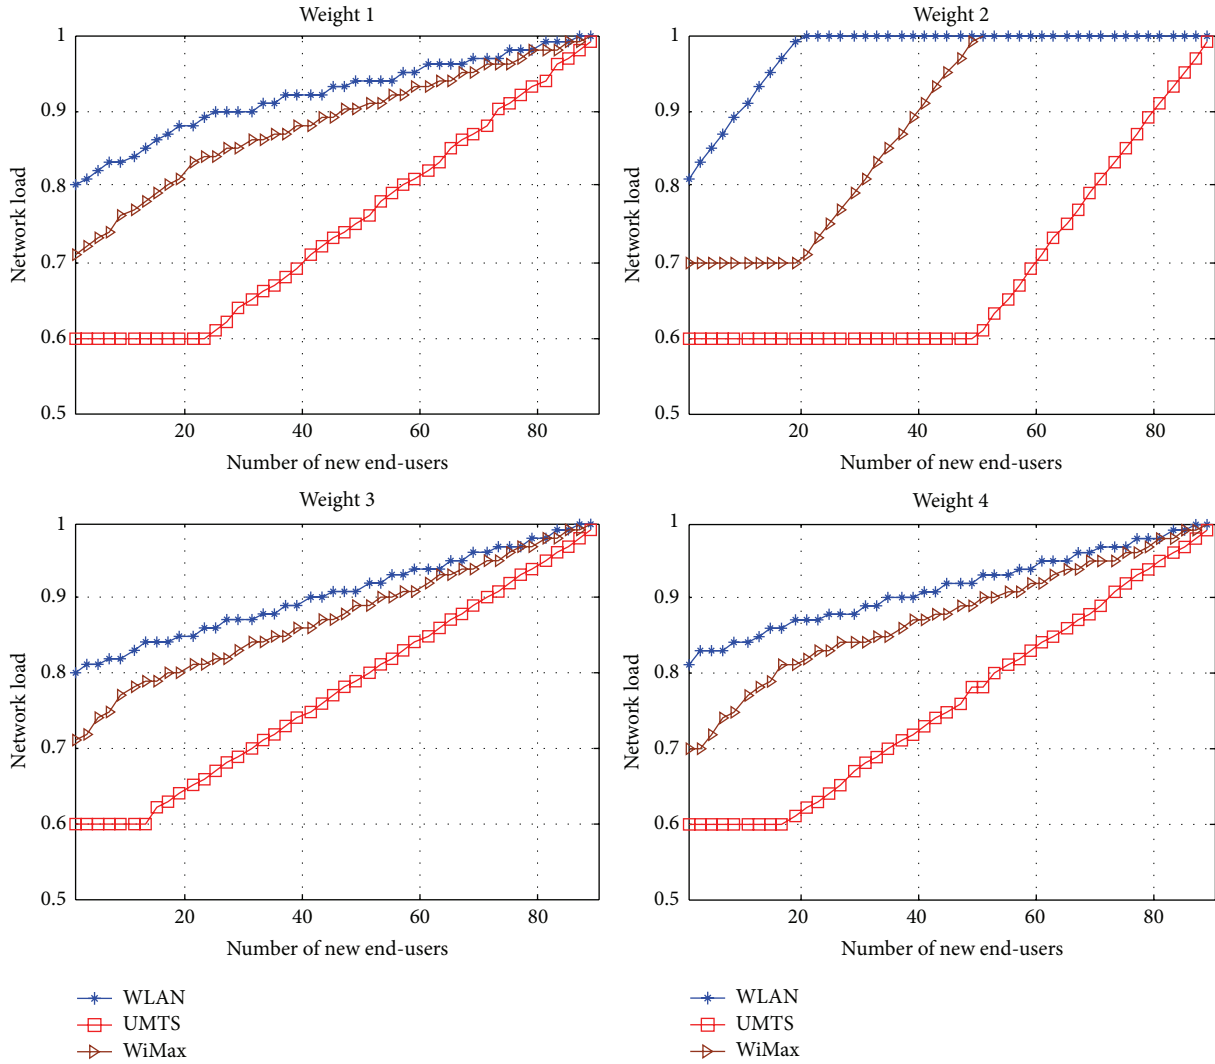 Weight 1
1
0.9
0.8
0.7
0.6
0.5
Network load
20 40 60 80
Number of new end-users
Weight 2
1
0.9
0.8
0.7
0.6
0.5
Network load
20 40 60 80
Number of new end-users
Weight 3
1
0.9
0.8
0.7
0.6
0.5
Network load
20 40 60 80
Number of new end-users
Weight 4
1
0.9
0.8
0.7
0.6
0.5
Network load
20 40 60 80
Number of new end-users
WLAN
UMTS
WiMax
WLAN
UMTS
WiMax